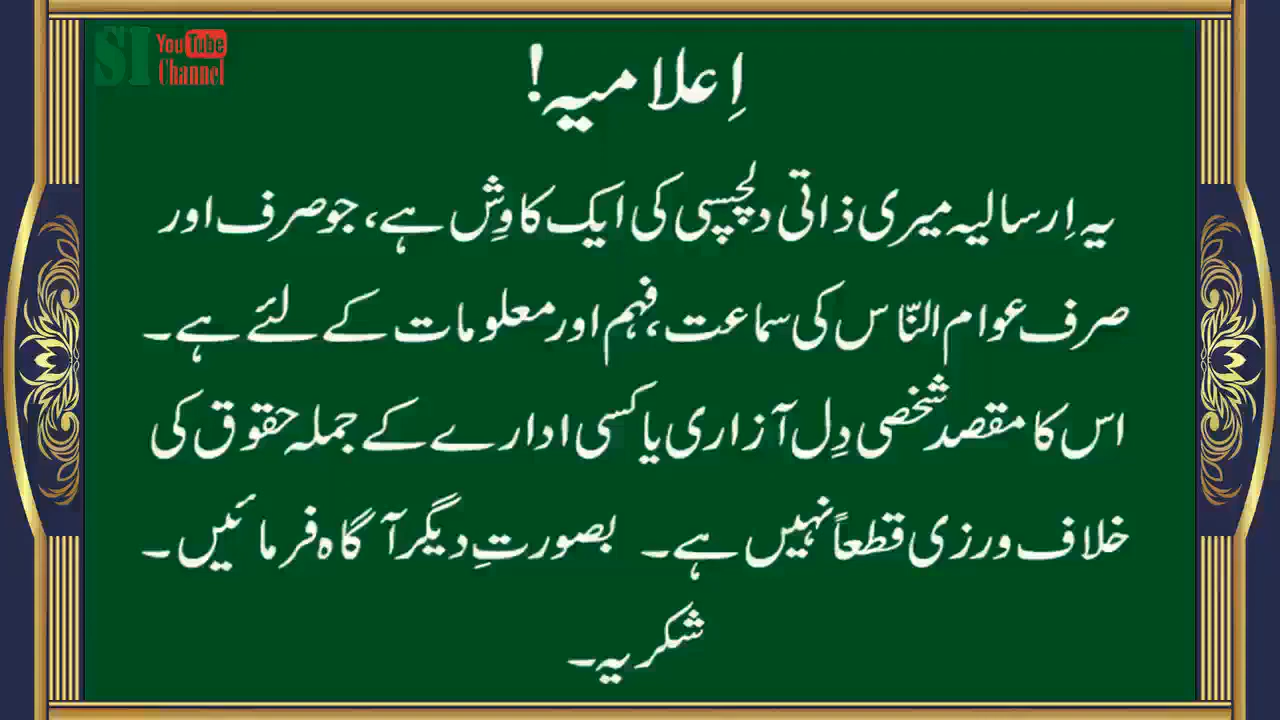 SI YouTube Channel
اِعلامیہ!
یہ اِرسالیہ میری ذاتی دلچسپی کی ایک کاوِش ہے، جو صرف اور
صرف عوام النّاس کی سماعت، فہم اور معلومات کے لئے ہے۔
اس کا مقصد شخصی دِل آزاری یا کسی ادارے کے جملہ حقوق کی
خلاف ورزی قطعاً نہیں ہے۔ بصورتِ دیگر آگاہ فرمائیں۔
شکریہ۔